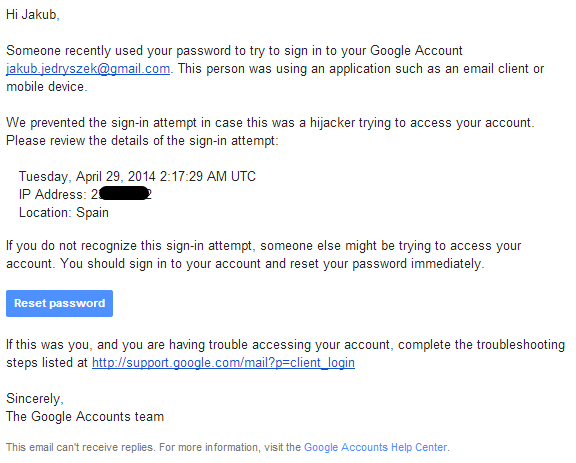 Hi Jakub,
Someone recently used your password to try to sign in to your Google Account
jakub.jedryszek@gmail.com. This person was using an application such as an email client or
mobile device.
We prevented the sign-in attempt in case this was a hijacker trying to access your account.
Please review the details of the sign-in attempt:
Tuesday, April 29, 2014 2:17:29 AM UTC
IP Address:
Location: Spain
If you do not recognize this sign-in attempt, someone else might be trying to access your
account. You should sign in to your account and reset your password immediately.
Reset password
If this was you, and you are having trouble accessing your account, complete the troubleshooting
steps listed at http://support.google.com/mail?p=client_login
Sincerely,
The Google Accounts team
This email can't receive replies. For more information, visit the Google Accounts Help Center.